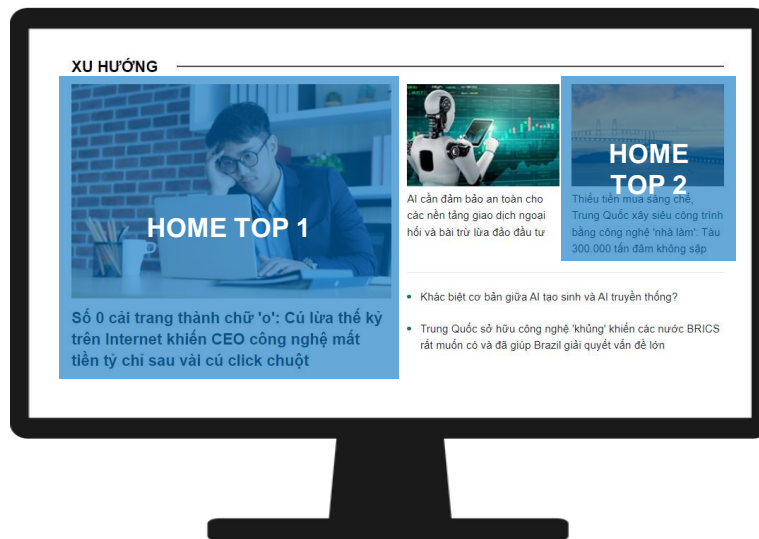 XU HƯỚNG
HOME TOP 1
Số 0 cải trang thành chữ 'o': Cú lừa thế kỷ
trên Internet khiến CEO công nghệ mất
tiền tỷ chỉ sau vài cú click chuột
AI cần đảm bảo an toàn cho
các nền tảng giao dịch ngoại
hối và bài trừ lừa đảo đầu tư
HOME
TOP 2
Thiếu tiền mua sáng chế,
Trung Quốc xây siêu công trình
bằng công nghệ 'nhà làm': Tàu
300.000 tấn đâm không sập
• Khác biệt cơ bản giữa AI tạo sinh và AI truyền thống?
• Trung Quốc sở hữu công nghệ 'khủng' khiến các nước BRICS
rất muốn có và đã giúp Brazil giải quyết vấn đề lớn